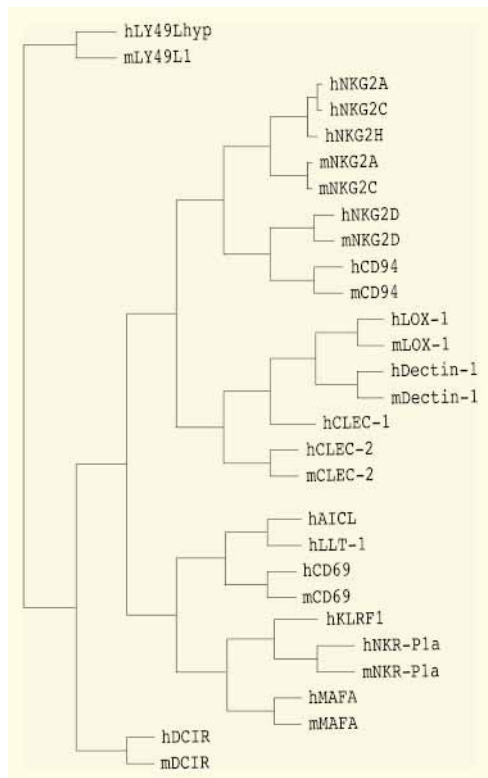 hLY49Lhyp
mLY49L1
hNKG2A
hNKG2C
hNKG2H
mNKG2A
mNKG2C
hNKG2D
mNKG2D
hCD94
mCD94
hLOX-1
mLOX-1
hDectin-1
mDectin-1
hCLEC-1
hCLEC-2
mCLEC-2
hAICL
hLLT-1
hCD69
mCD69
hKLRF1
hNKR-P1a
mNKR-P1a
hMAFA
mMAFA
hDCIR
mDCIR